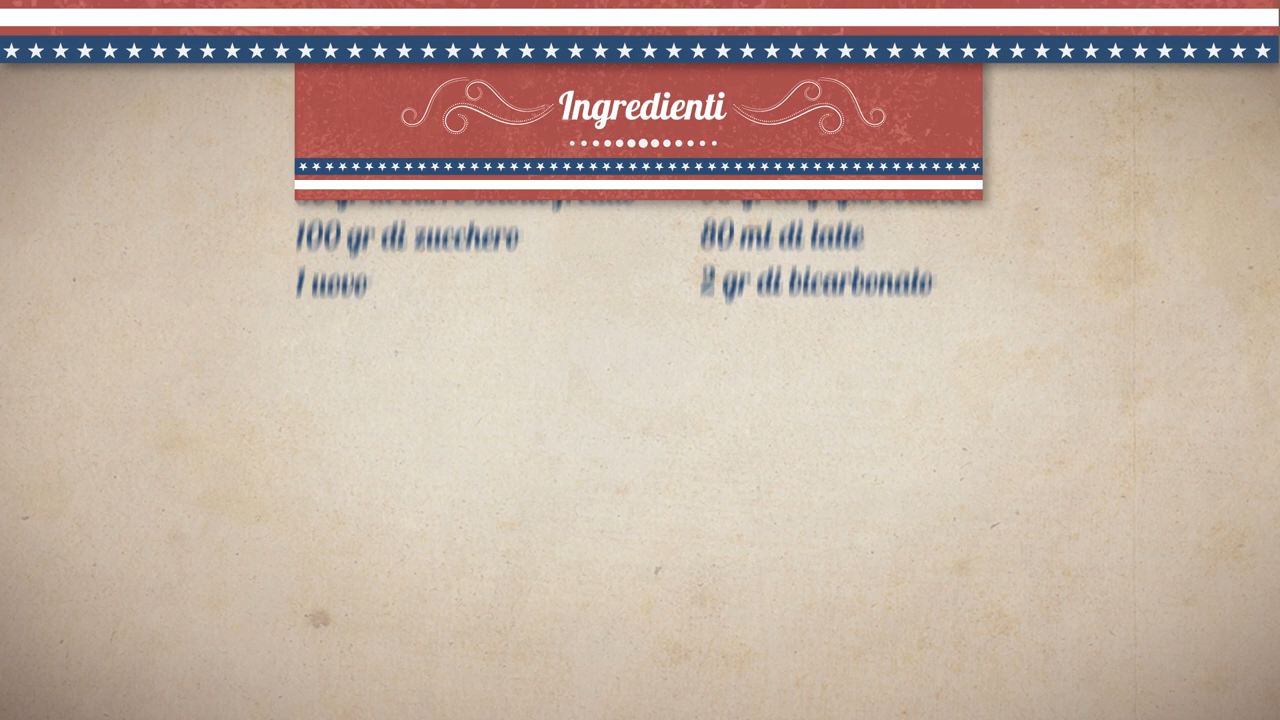 Ingredienti
100 gr di zucchero
80 ml di latte
1 uovo
2 gr di bicarbonato